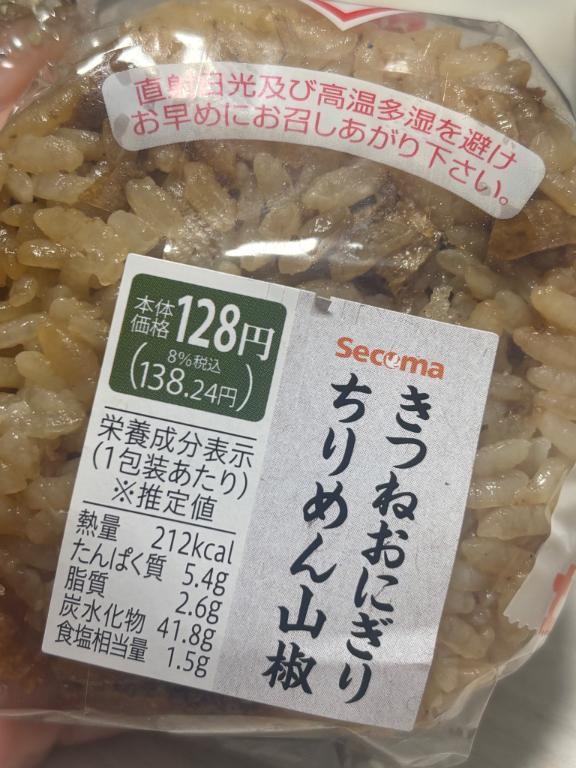 直射日光及び高温多湿を避け
お早めにお召しあがり下さい。
本体価格 128円
8%税込
(138.24円)
栄養成分表示
(1包装あたり)
※推定値
熱量 212kcal
たんぱく質 5.4g
脂質 2.6g
炭水化物 41.8g
食塩相当量 1.5g
Secoma
きつねおにぎり
ちりめん山椒